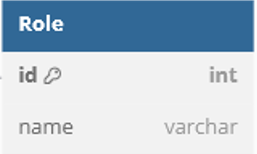 Role
id int
name varchar